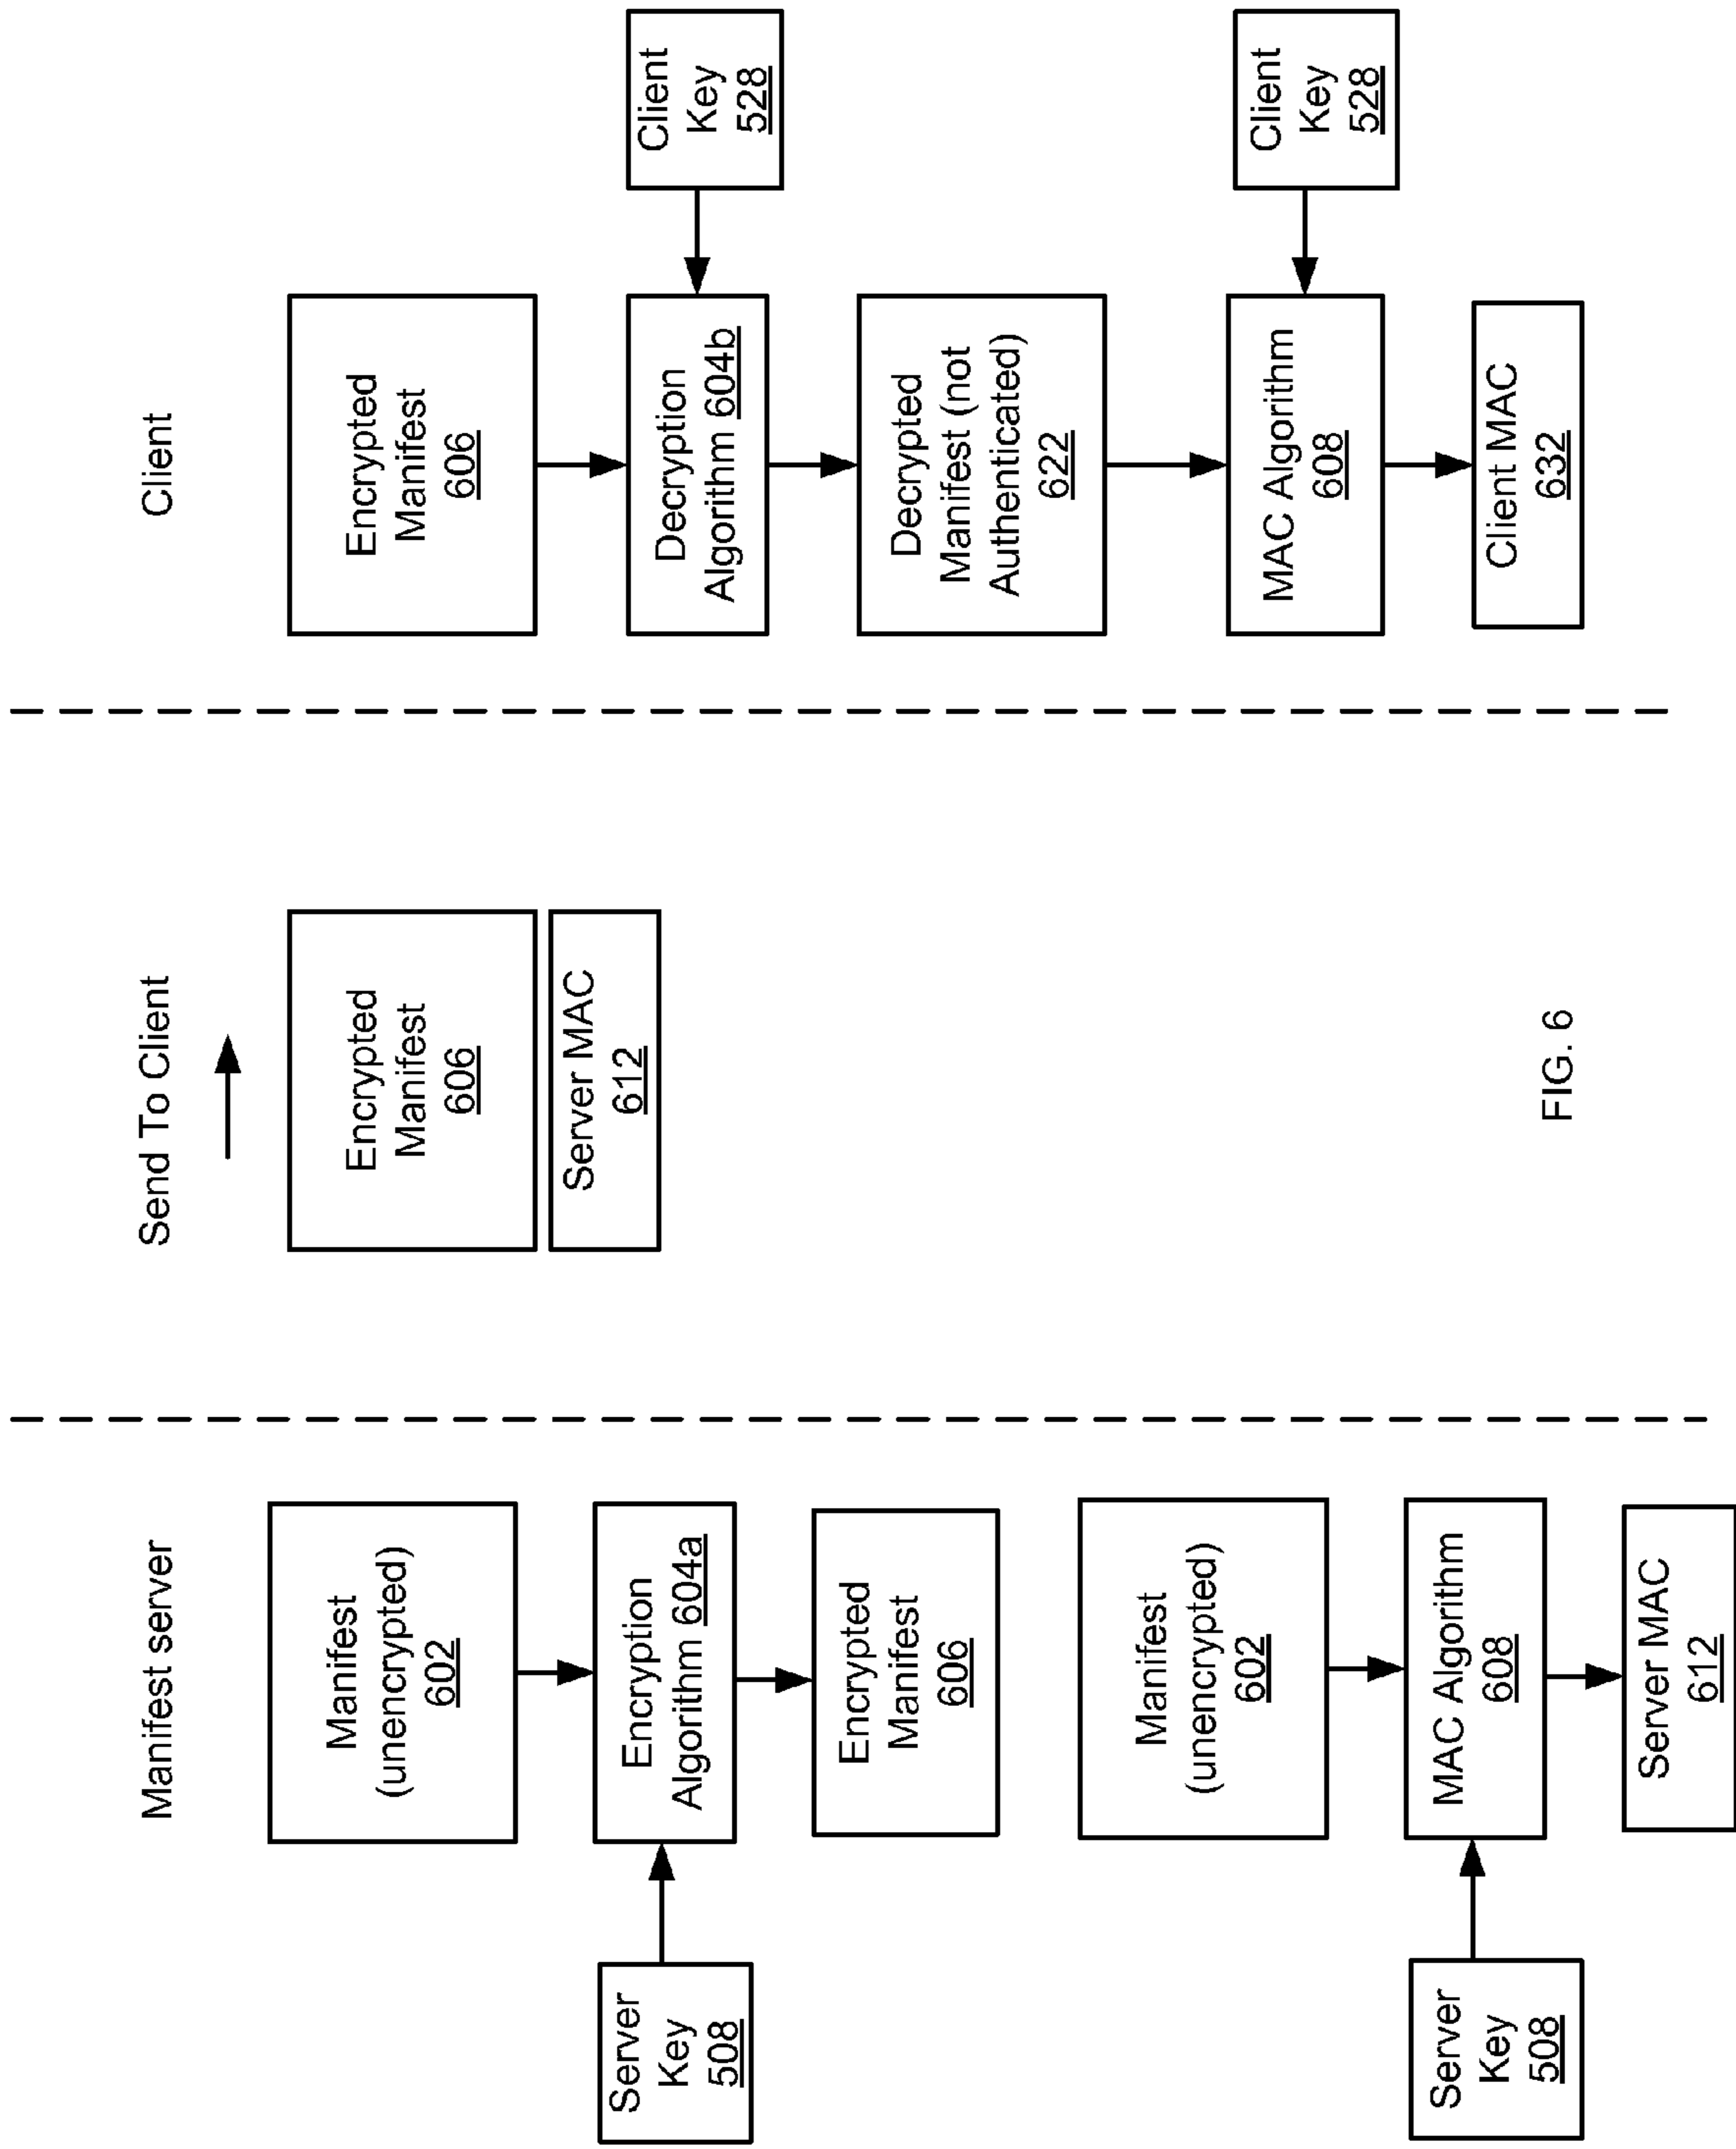 Manifest server
Manifest
(unencrypted)
602
Server
Key
508
Encryption
Algorithm 604a
Encrypted
Manifest
606
Manifest
(unencrypted)
602
Server
Key
508
MAC Algorithm
608
Server MAC
612
Send To Client
Encrypted
Manifest
606
Server MAC
612
Client
Encrypted
Manifest
606
Decryption
Algorithm 604b
Client
Key
528
Decrypted
Manifest (not
Authenticated)
622
MAC Algorithm
608
Client
Key
528
Client MAC
632
FIG. 6